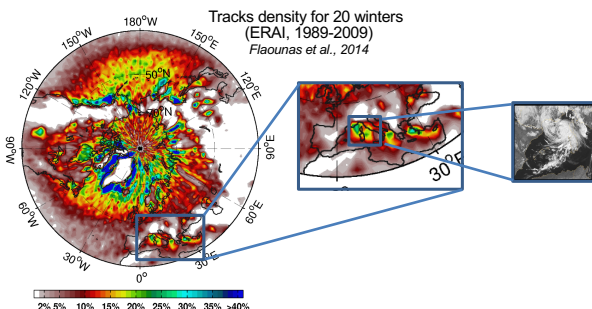 Tracks density for 20 winters
(ERAI, 1989-2009)
Flaounas et al., 2014
180°W
150°W
150°E
120°W
120°E
50°N
70°N
90°W
90°E
60°W
60°E
30°W
30°E
0°
30°E
2% 5% 10% 15% 20% 25% 30% 35% >40%